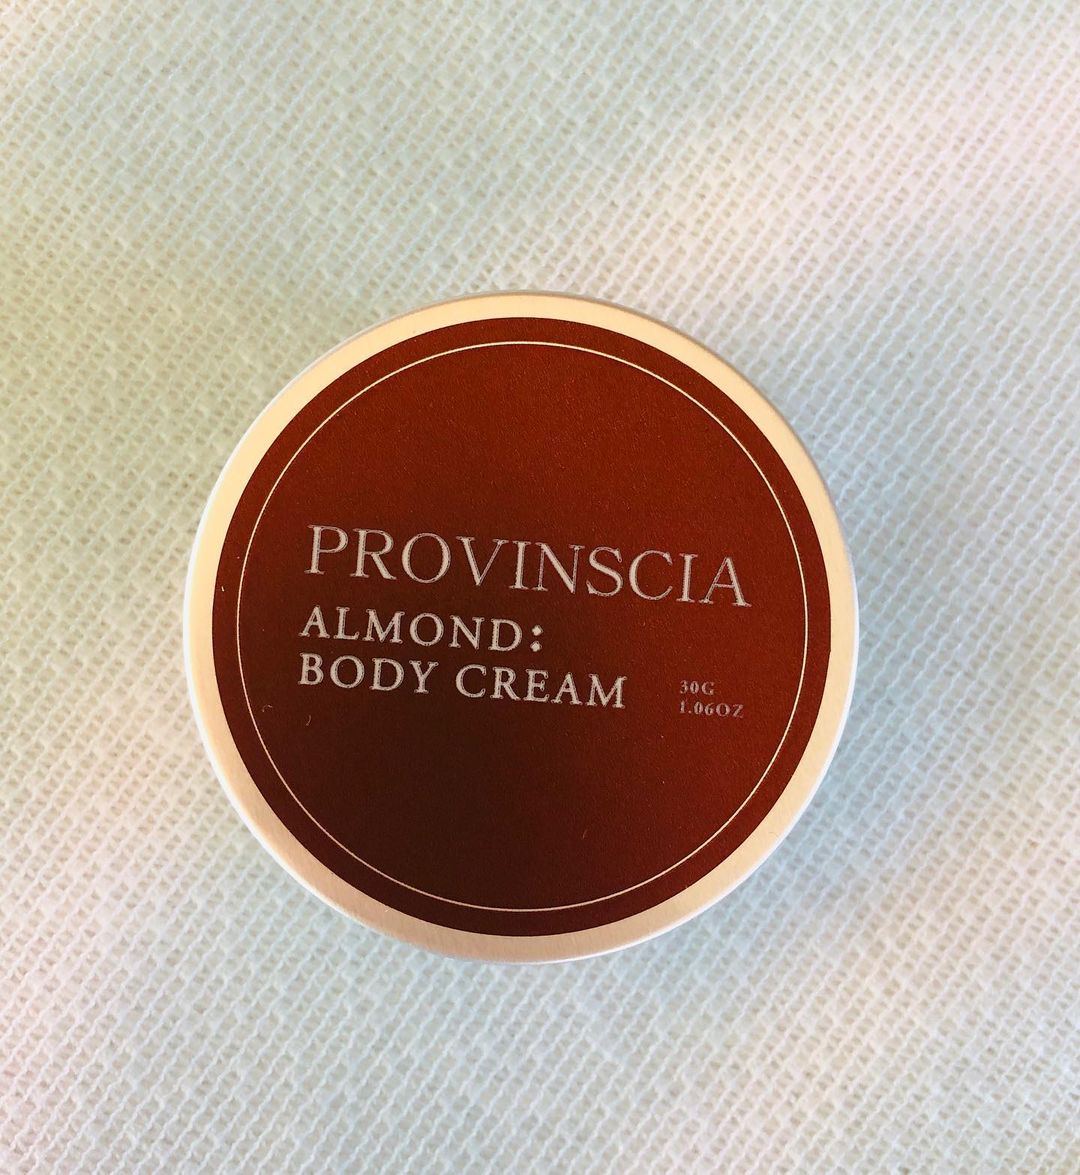 PROVINSCIA
ALMOND:
BODY CREAM
30G
1.06OZ